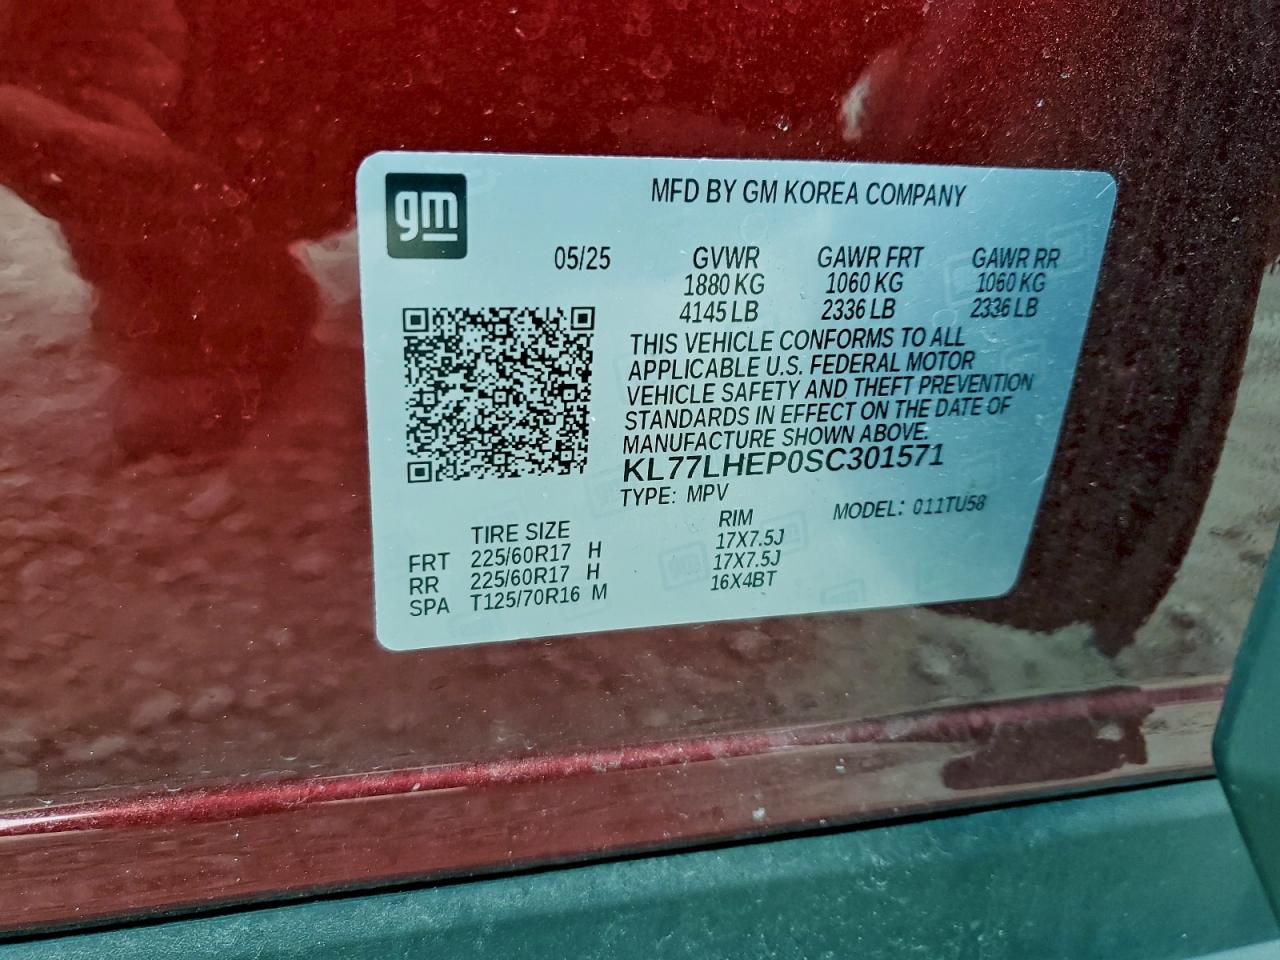 gm
MFD BY GM KOREA COMPANY
05/25 GVWR GAWR FRT GAWR RR
1880 KG 1060 KG 1060 KG
4145 LB 2336 LB 2336 LB
THIS VEHICLE CONFORMS TO ALL
APPLICABLE U.S. FEDERAL MOTOR
VEHICLE SAFETY AND THEFT PREVENTION
STANDARDS IN EFFECT ON THE DATE OF
MANUFACTURE SHOWN ABOVE.
KL77LHEP0SC301571
TYPE: MPV MODEL: 011TU58
TIRE SIZE RIM
FRT 225/60R17 H 17X7.5J
RR 225/60R17 H 17X7.5J
SPA T125/70R16 M 16X4BT